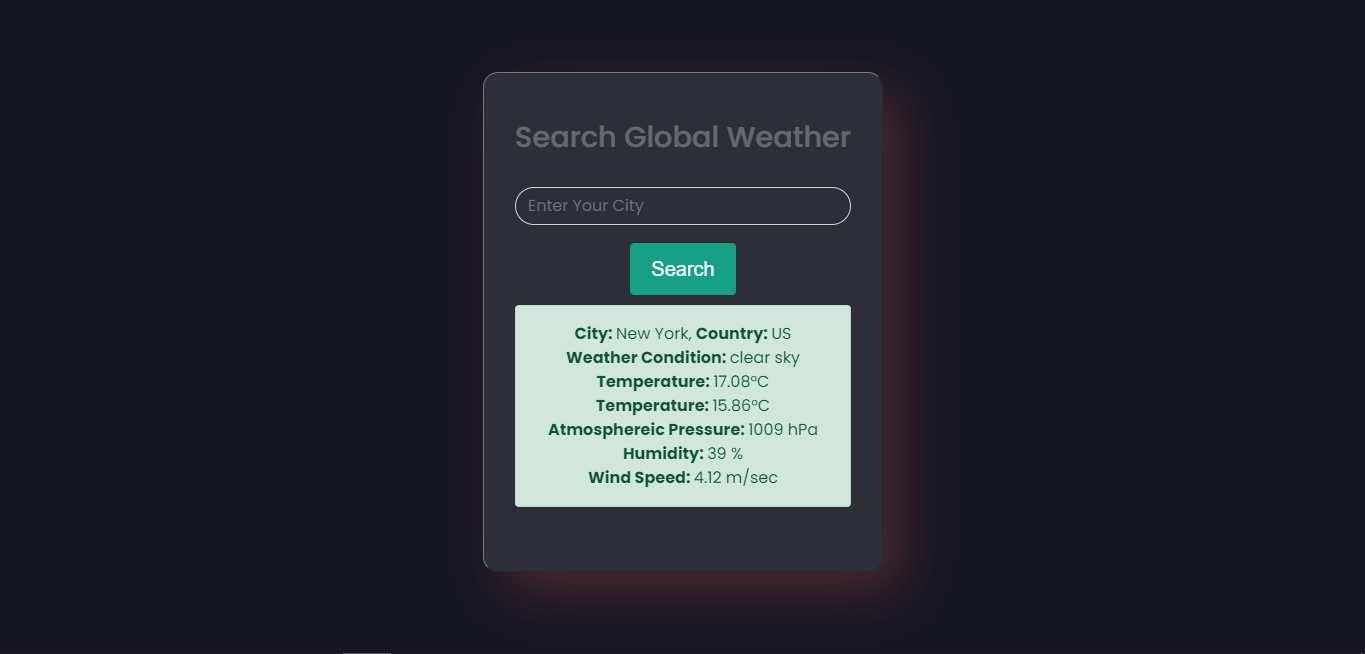 Search Global Weather
Enter Your City
Search
City: New York, Country: US
Weather Condition: clear sky
Temperature: 17.08°C
Temperature: 15.86°C
Atmosphereic Pressure: 1009 hPa
Humidity: 39 %
Wind Speed: 4.12 m/sec